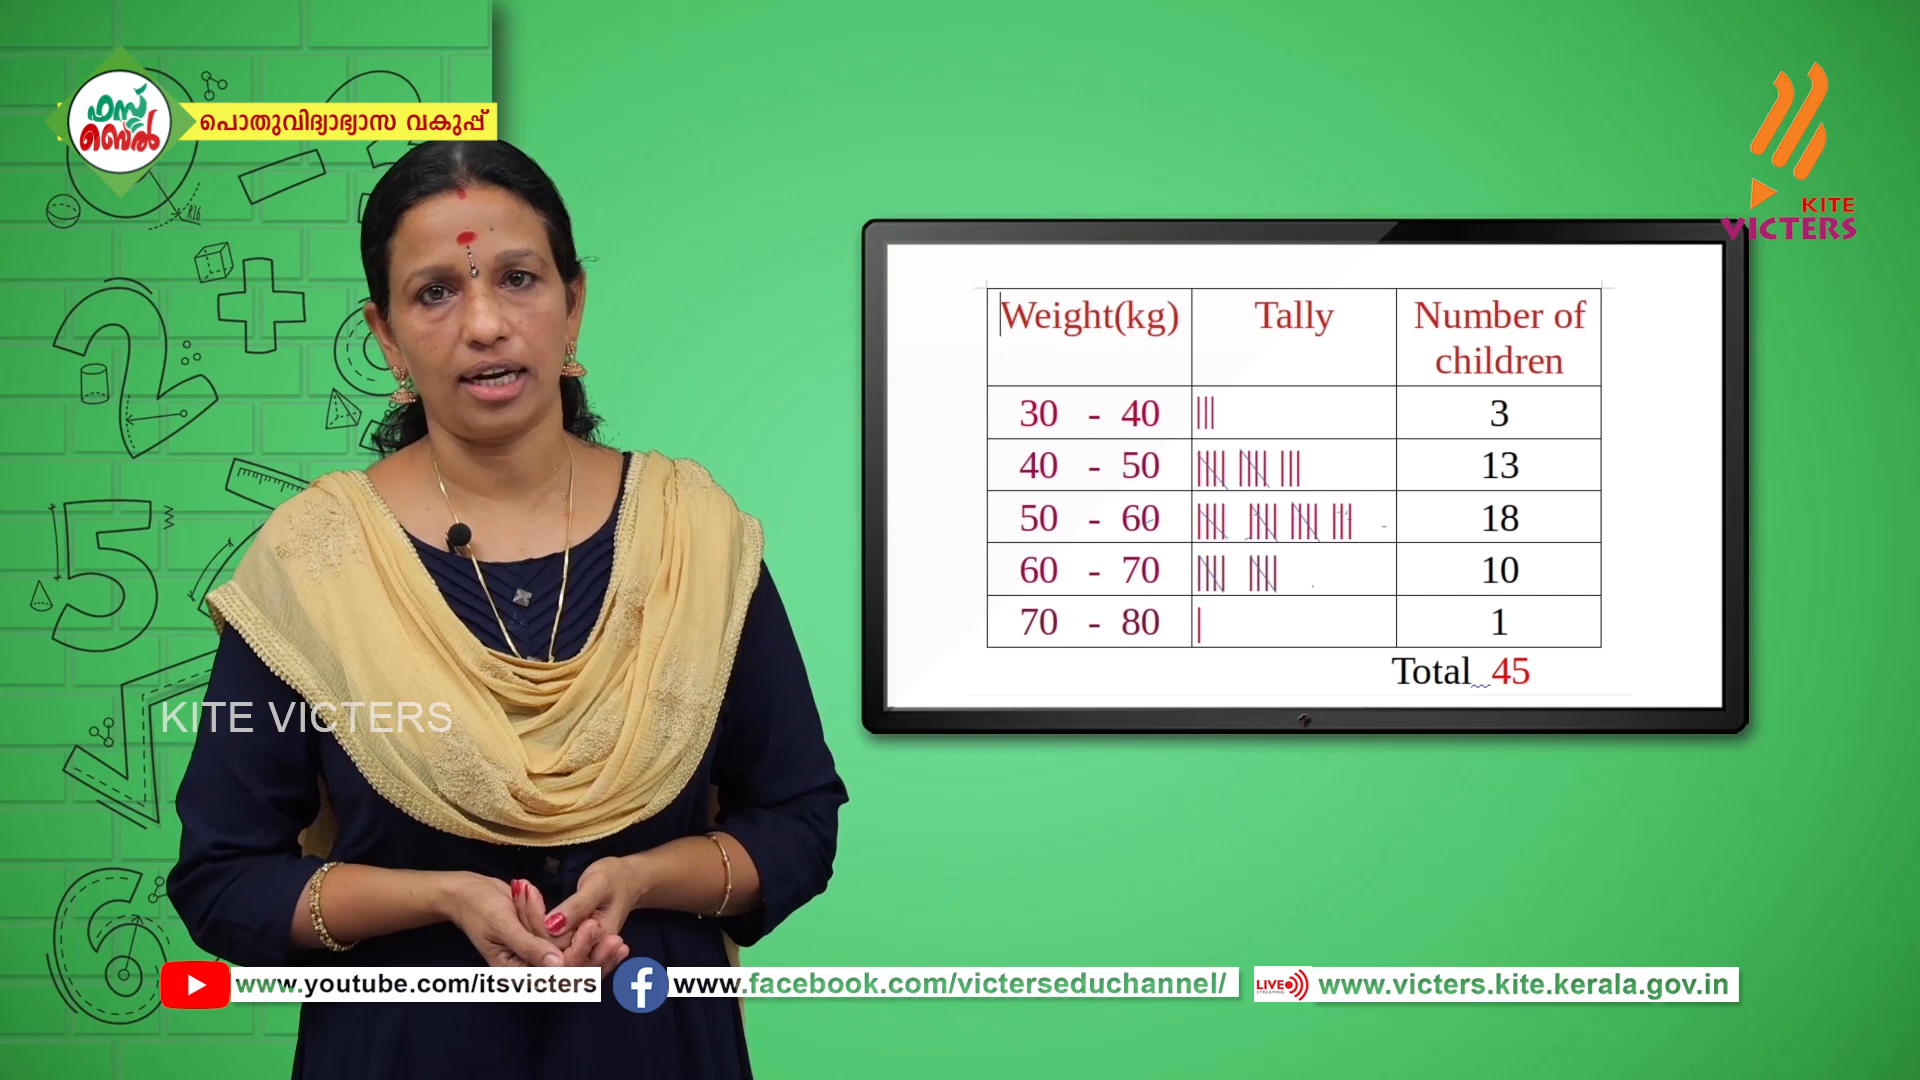 ഫസ്റ്റ്
ബെൽ
പൊതുവിദ്യാഭ്യാസ വകുപ്പ്
KITE
VICTERS
Weight(kg) Tally Number of
children
30 - 40 3
40 - 50 13
50 - 60 18
60 - 70 10
70 - 80 1
Total 45
KITE VICTERS
www.youtube.com/itsvicters
f www.facebook.com/victerseduchannel/
LIVE STREAMING www.victers.kite.kerala.gov.in